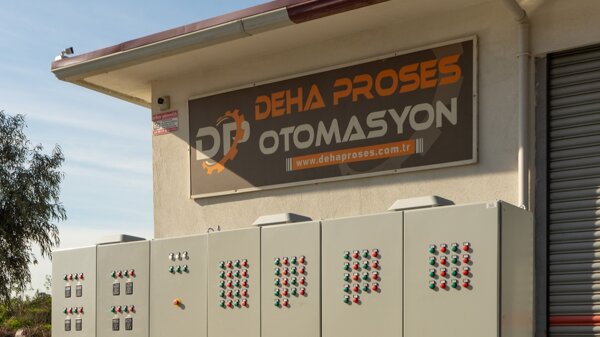 DEHA PROSES
DP OTOMASYON
www.dehaproses.com.tr